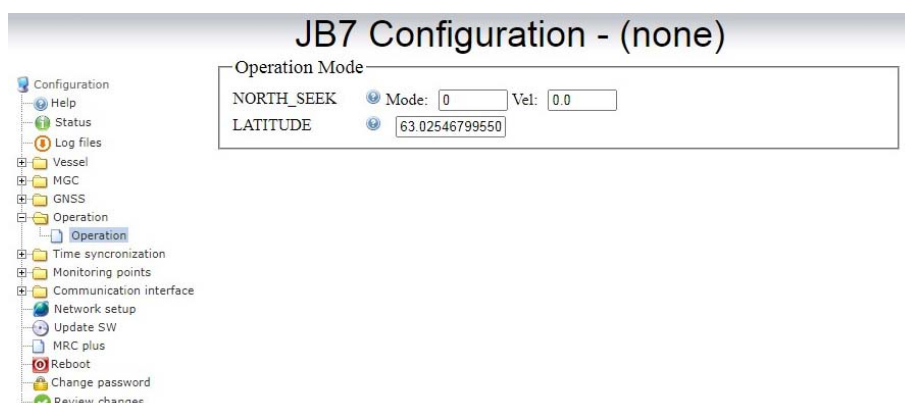 JB7 Configuration - (none)
Configuration
Help
Status
Log files
Vessel
MGC
GNSS
Operation
Operation
Time syncronization
Monitoring points
Communication interface
Network setup
Update SW
MRC plus
Reboot
Change password
Review changes
Operation Mode
NORTH_SEEK Mode: 0 Vel: 0.0
LATITUDE 63.02546799550